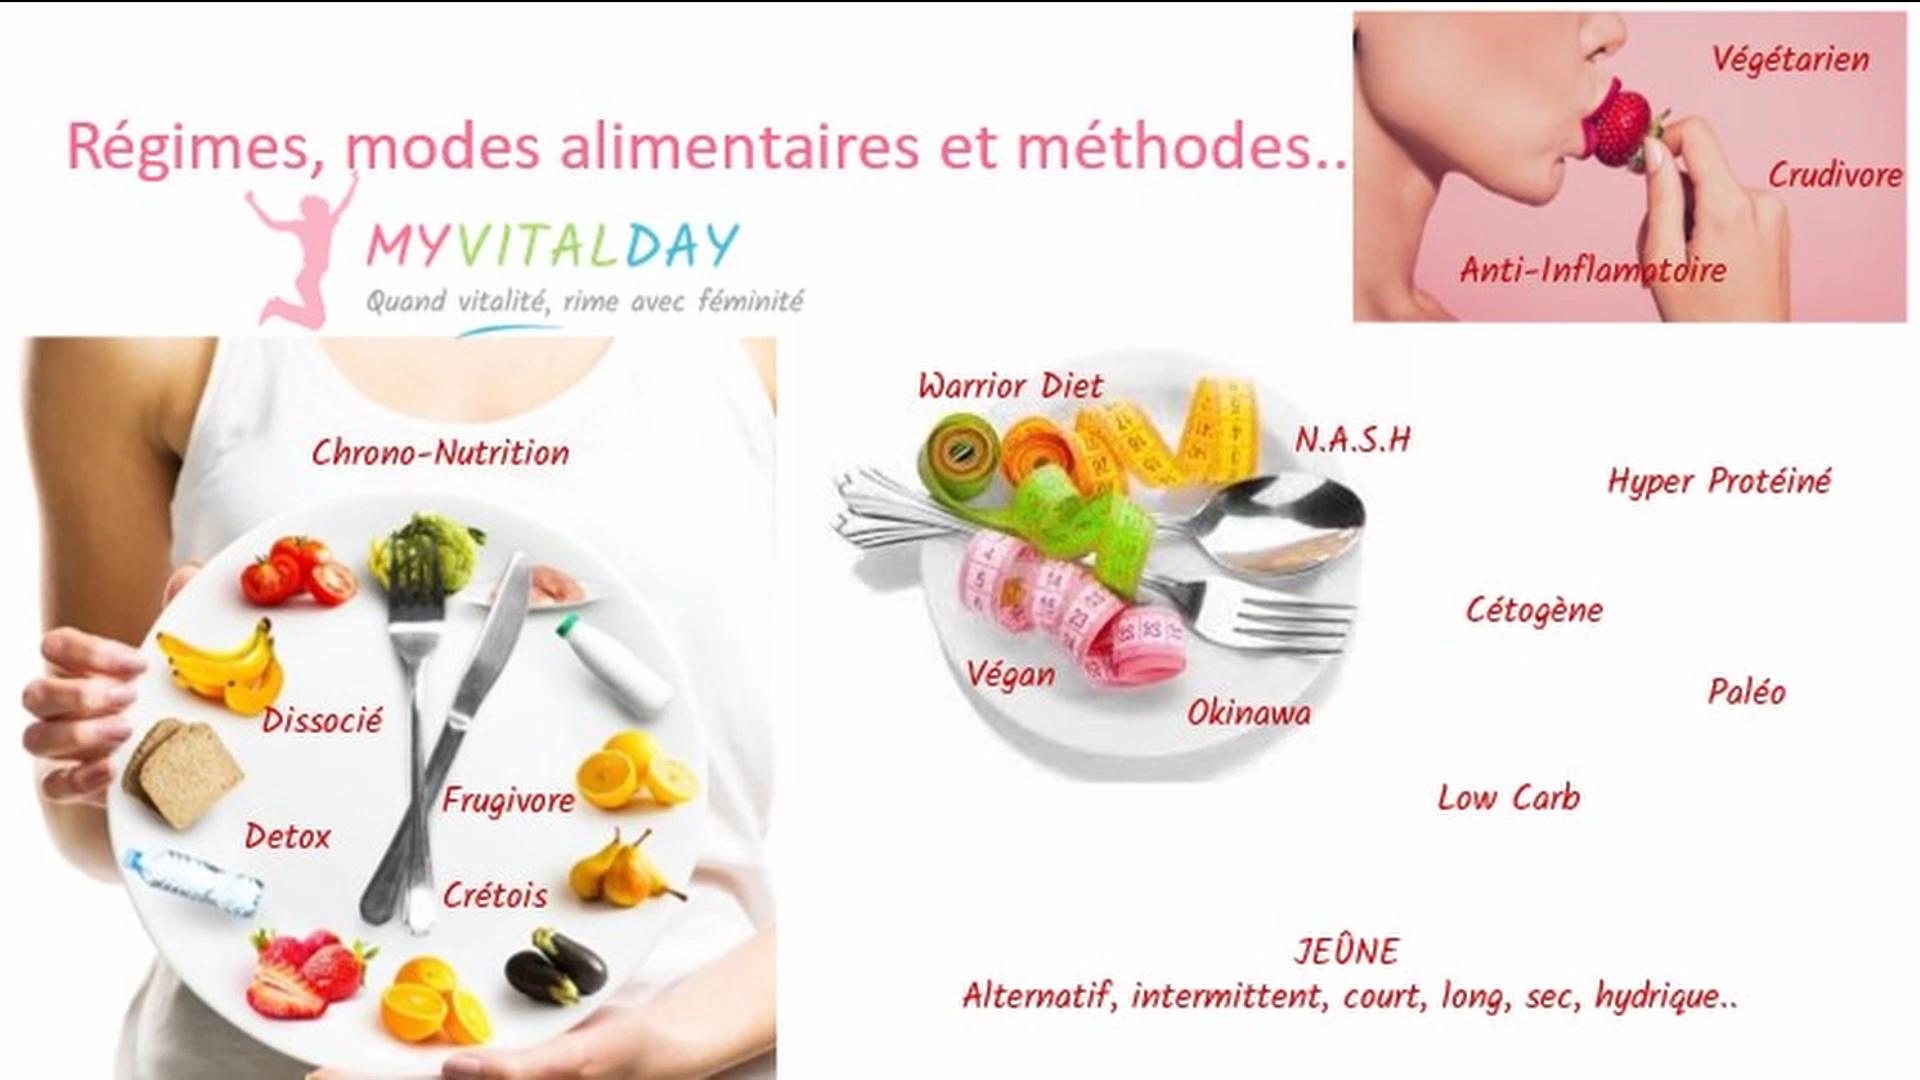 Régimes, modes alimentaires et méthodes..
MYVITALDAY
Quand vitalité, rime avec féminité
Végétarien
Crudivore
Anti-Inflamatoire
Chrono-Nutrition
Dissocié
Frugivore
Detox
Crétois
Warrior Diet
N.A.S.H
Hyper Protéiné
Cétogène
Végan
Paléo
Okinawa
Low Carb
JEÛNE
Alternatif, intermittent, court, long, sec, hydrique..